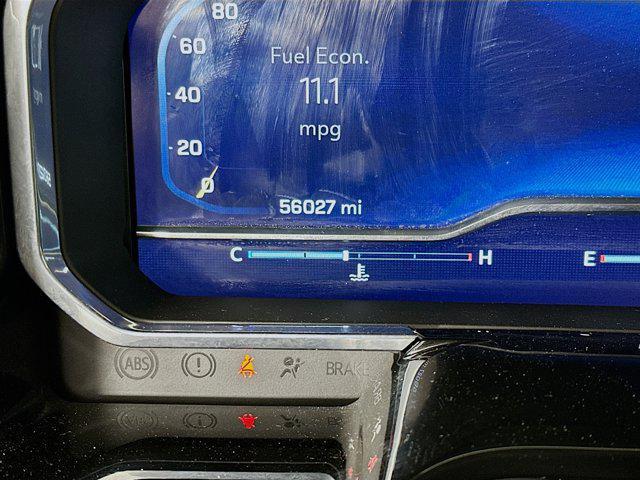 80
60
Fuel Econ.
40
11.1
mpg
20
0
56027 mi
C H E
ABS BRAKE